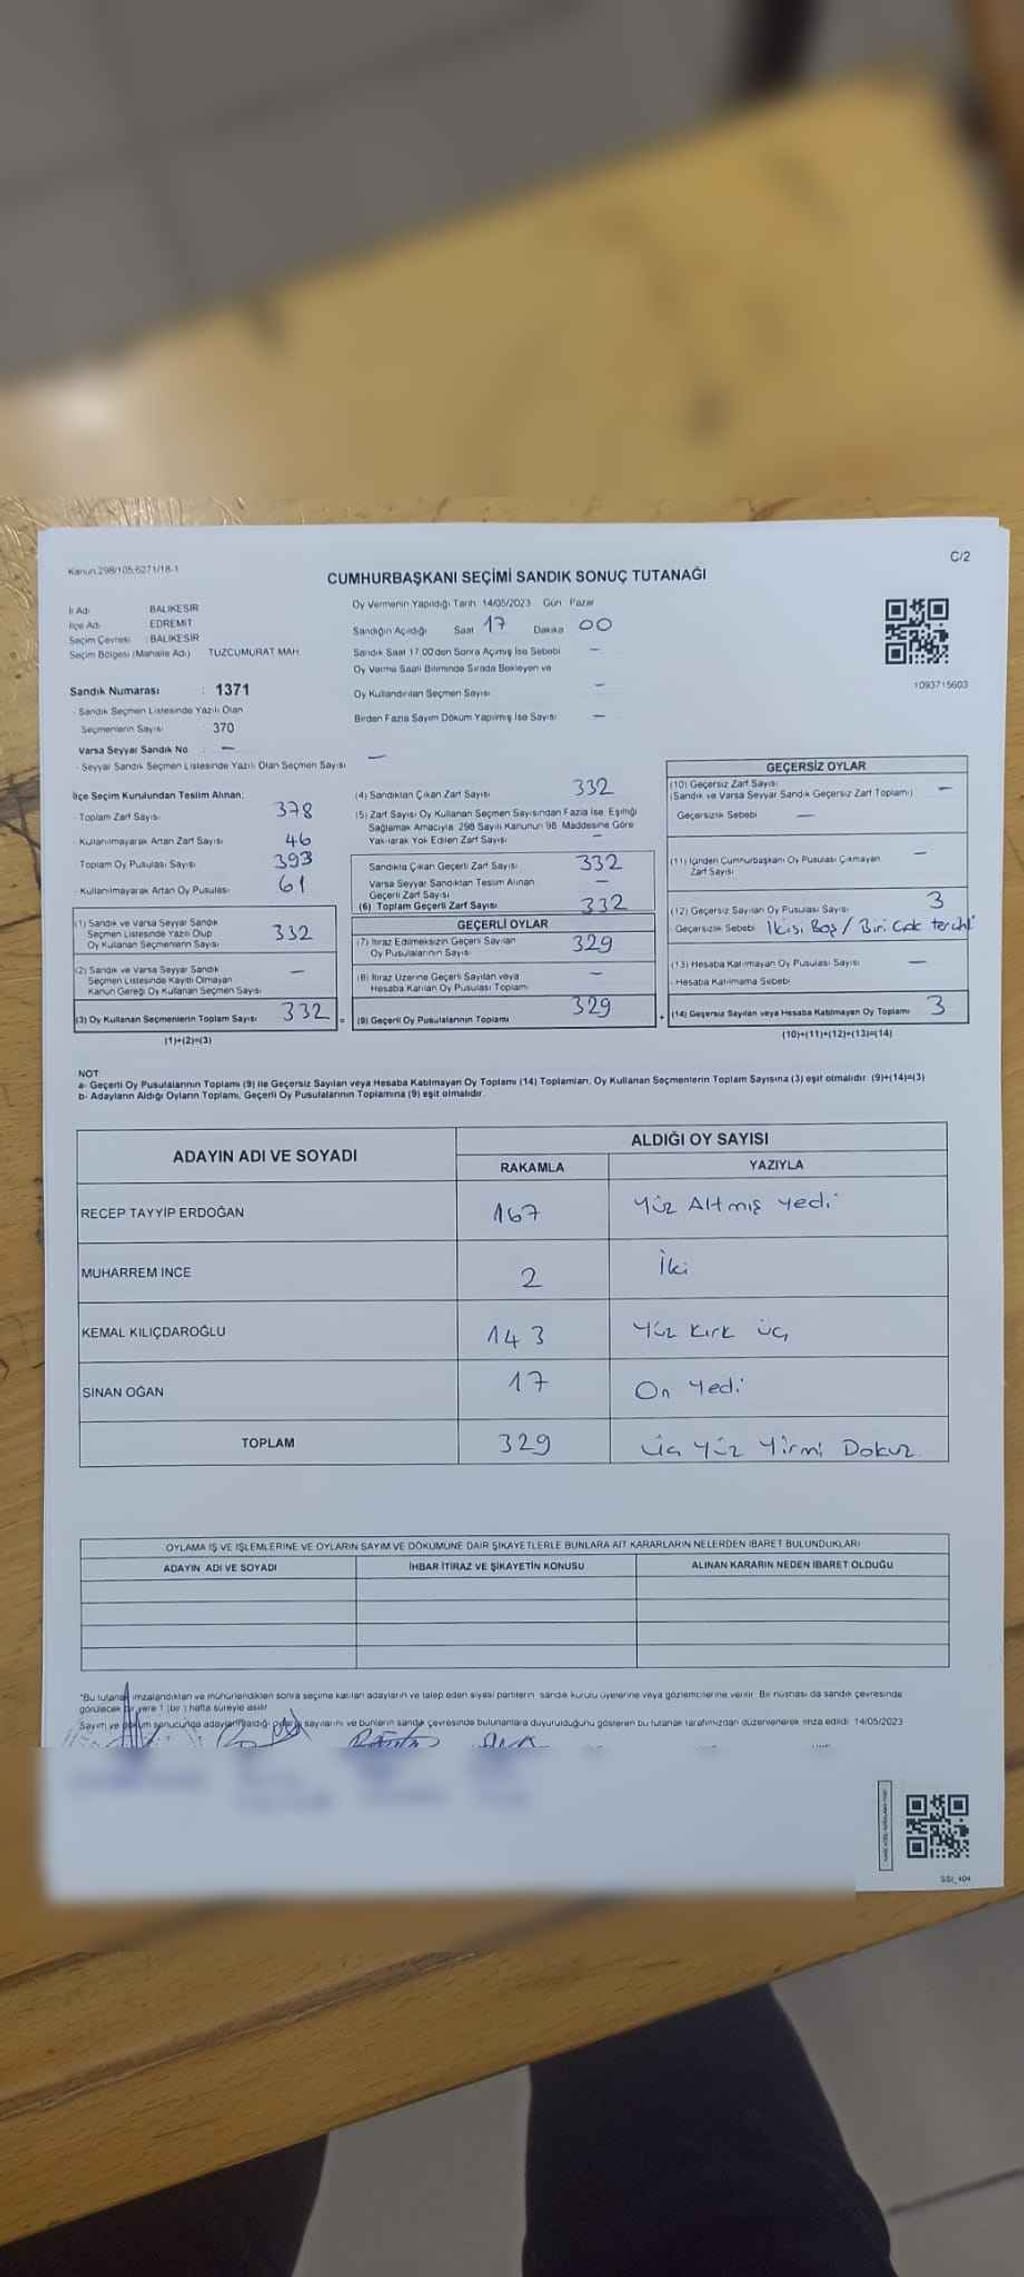 Kanun:298/105;6271/18-1
C/2
CUMHURBAŞKANI SEÇİMİ SANDIK SONUÇ TUTANAĞI
İl Adı : BALIKESİR
İlçe Adı : EDREMİT
Seçim Çevresi : BALIKESİR
Seçim Bölgesi (Mahalle Adı) TUZCUMURAT MAH.
Sandık Numarası : 1371
- Sandık Seçmen Listesinde Yazılı Olan
Seçmenlerin Sayısı 370
Varsa Seyyar Sandık No : —
- Seyyar Sandık Seçmen Listesinde Yazılı Olan Seçmen Sayısı —
Oy Vermenin Yapıldığı Tarih 14/05/2023 Gün Pazar
Sandığın Açıldığı Saat 17 Dakika 00
Sandık Saat 17:00'den Sonra Açılmış İse Sebebi —
Oy Verme Saati Bitiminde Sırada Bekleyen ve
Oy Kullandırılan Seçmen Sayısı —
Birden Fazla Sayım Döküm Yapılmış İse Sayısı —
1093715603
İlçe Seçim Kurulundan Teslim Alınan:
- Toplam Zarf Sayısı 378
- Kullanılmayarak Artan Zarf Sayısı 46
Toplam Oy Pusulası Sayısı 393
- Kullanılmayarak Artan Oy Pusulası 61
(1) Sandık ve Varsa Seyyar Sandık
Seçmen Listesinde Yazılı Olup
Oy Kullanan Seçmenlerin Sayısı 332
(2) Sandık ve Varsa Seyyar Sandık
Seçmen Listesinde Kayıtlı Olmayan
Kanun Gereği Oy Kullanan Seçmen Sayısı —
(3) Oy Kullanan Seçmenlerin Toplam Sayısı 332
(1)+(2)=(3)
(4) Sandıktan Çıkan Zarf Sayısı 332
(5) Zarf Sayısı Oy Kullanan Seçmen Sayısından Fazla İse, Eşitliği
Sağlamak Amacıyla, 298 Sayılı Kanunun 98. Maddesine Göre
Yakılarak Yok Edilen Zarf Sayısı —
Sandıkta Çıkan Geçerli Zarf Sayısı 332
Varsa Seyyar Sandıktan Teslim Alınan
Geçerli Zarf Sayısı —
(6) Toplam Geçerli Zarf Sayısı 332
GEÇERLİ OYLAR
(7) İtiraz Edilmeksizin Geçerli Sayılan
Oy Pusulalarının Sayısı 329
(8) İtiraz Üzerine Geçerli Sayılan veya
Hesaba Katılan Oy Pusulası Toplamı —
= (9) Geçerli Oy Pusulalarının Toplamı 329
GEÇERSİZ OYLAR
(10) Geçersiz Zarf Sayısı
(Sandık ve Varsa Seyyar Sandık Geçersiz Zarf Toplamı) —
Geçersizlik Sebebi —
(11) İçinden Cumhurbaşkanı Oy Pusulası Çıkmayan
Zarf Sayısı —
(12) Geçersiz Sayılan Oy Pusulası Sayısı 3
Geçersizlik Sebebi İkisi Boş / Biri Çok tercihli
(13) Hesaba Katılmayan Oy Pusulası Sayısı —
- Hesaba Katılmama Sebebi
+ (14) Geçersiz Sayılan veya Hesaba Katılmayan Oy Toplamı 3
(10)+(11)+(12)+(13)=(14)
NOT
a- Geçerli Oy Pusulalarının Toplamı (9) ile Geçersiz Sayılan veya Hesaba Katılmayan Oy Toplamı (14) Toplamları, Oy Kullanan Seçmenlerin Toplam Sayısına (3) eşit olmalıdır. (9)+(14)=(3)
b- Adayların Aldığı Oyların Toplamı, Geçerli Oy Pusulalarının Toplamına (9) eşit olmalıdır.
ADAYIN ADI VE SOYADI
ALDIĞI OY SAYISI
RAKAMLA YAZIYLA
RECEP TAYYİP ERDOĞAN 167 Yüz Altmış yedi
MUHARREM İNCE 2 İki
KEMAL KILIÇDAROĞLU 143 Yüz kırk üç
SİNAN OĞAN 17 On Yedi
TOPLAM 329 Üç Yüz Yirmi Dokuz
OYLAMA İŞ VE İŞLEMLERİNE VE OYLARIN SAYIM VE DÖKÜMÜNE DAİR ŞİKAYETLERLE BUNLARA AİT KARARLARIN NELERDEN İBARET BULUNDUKLARI
ADAYIN ADI VE SOYADI İHBAR İTİRAZ VE ŞİKAYETİN KONUSU ALINAN KARARIN NEDEN İBARET OLDUĞU
*Bu tutanak imzalandıktan ve mühürlendikten sonra seçime katılan adayların ve talep eden siyasi partilerin sandık kurulu üyelerine veya gözlemcilerine verilir. Bir nüshası da sandık çevresinde
görülecek bir yere 1 (bir) hafta süreyle asılır.
Sayım ve döküm sonucunda adayların aldığı oyların sayılarını ve bunların sandık çevresinde bulunanlara duyurulduğunu gösteren bu tutanak tarafımızdan düzenlenerek imza edildi. 14/05/2023